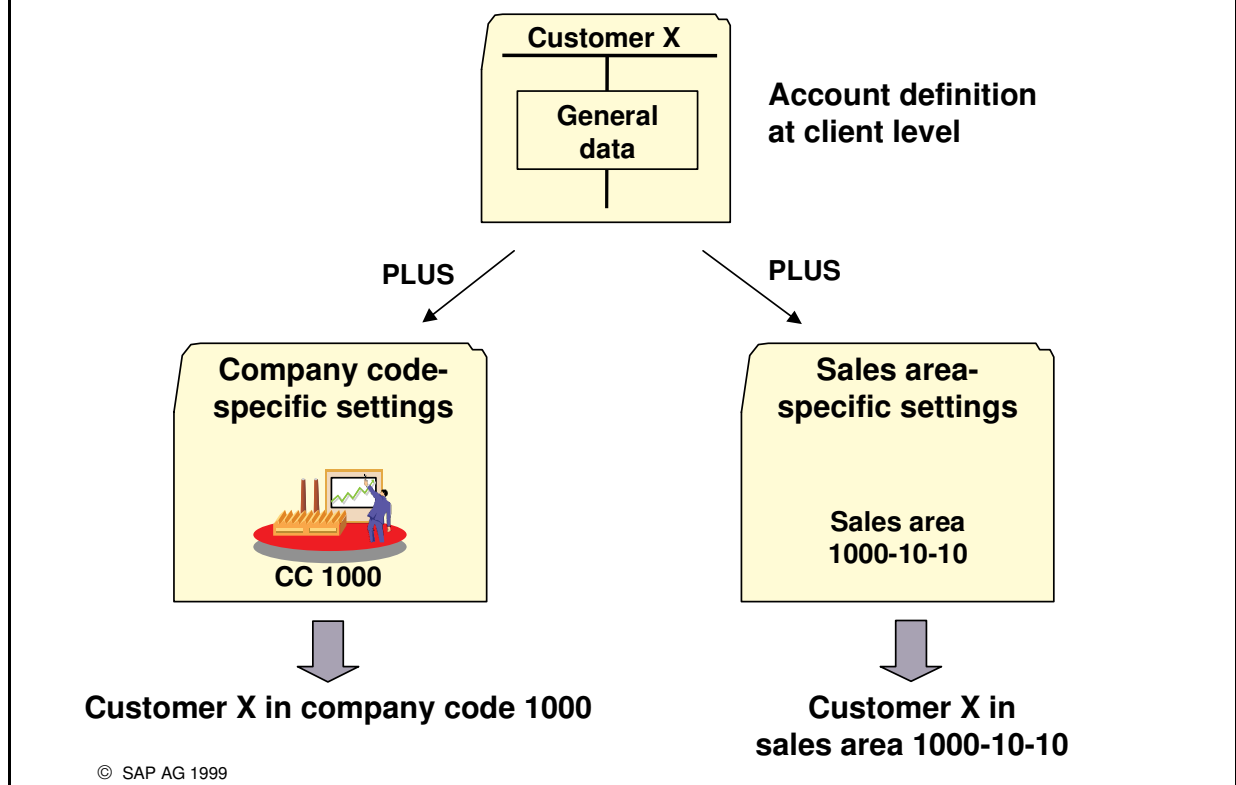 Customer X
General
data
Account definition
at client level
PLUS
PLUS
Company code-
specific settings
CC 1000
Sales area-
specific settings
Sales area
1000-10-10
Customer X in company code 1000
Customer X in
sales area 1000-10-10
© SAP AG 1999